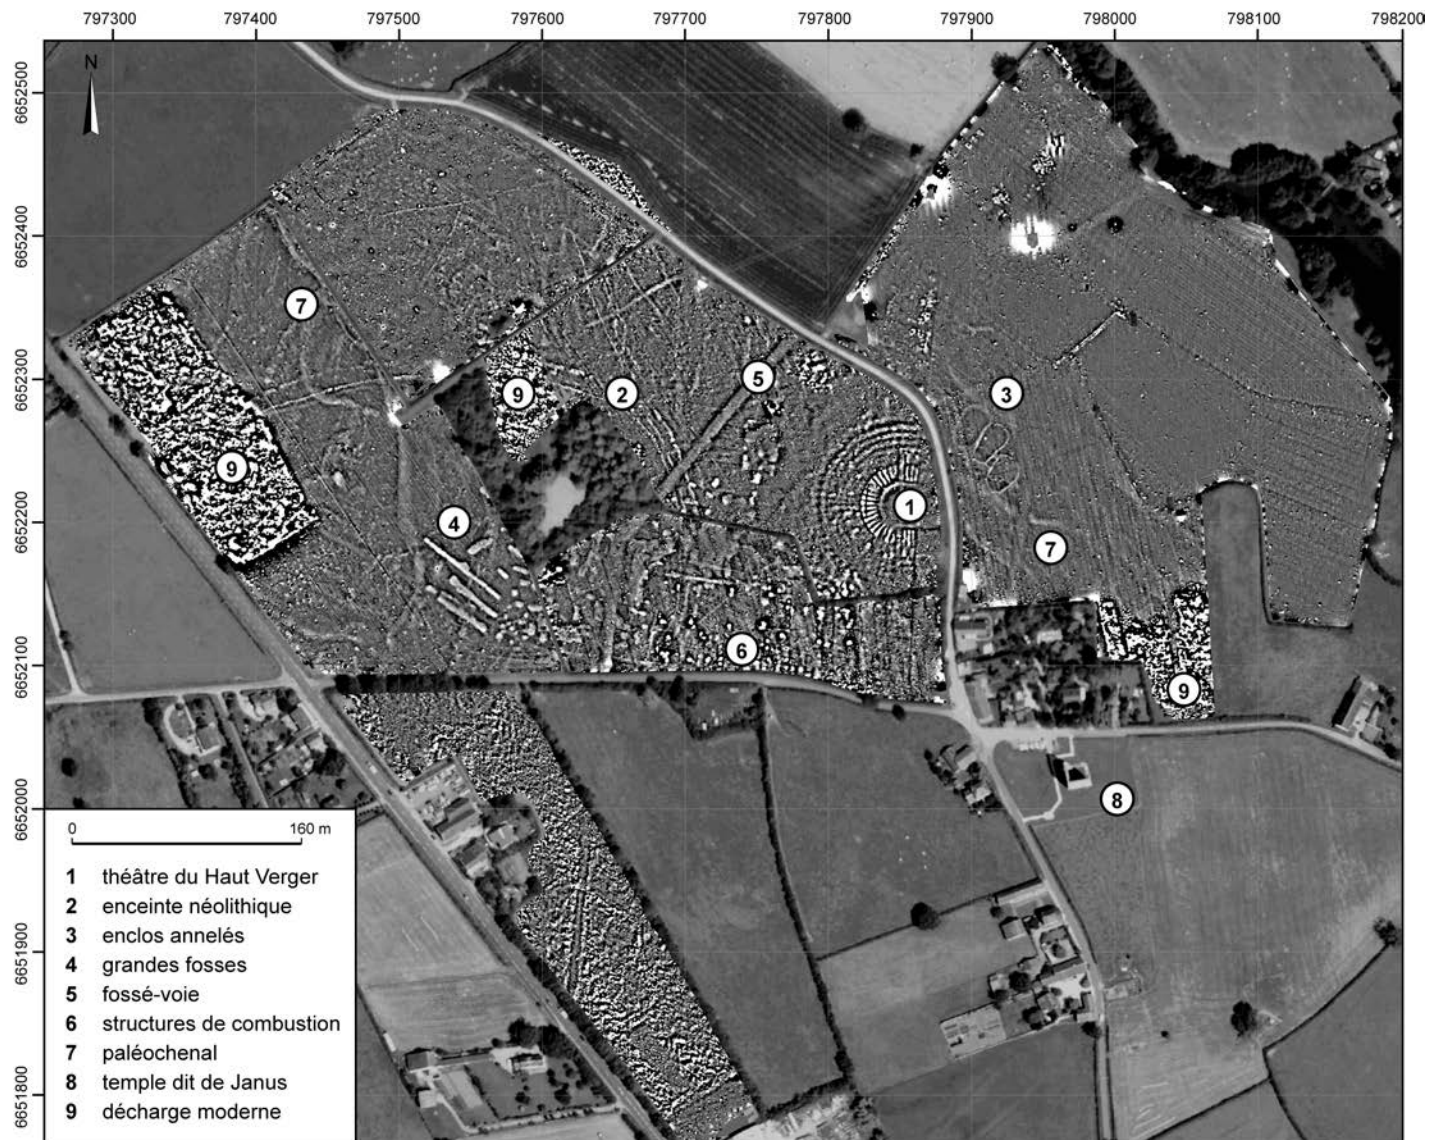 797300 797400 797500 797600 797700 797800 797900 798000 798100 798200
N
6652500
6652400
6652300
6652200
6652100
6652000
6651900
6651800
7
9
2
5
3
9
4
1
7
6
9
8
0 160 m
1 théâtre du Haut Verger
2 enceinte néolithique
3 enclos annelés
4 grandes fosses
5 fossé-voie
6 structures de combustion
7 paléochenal
8 temple dit de Janus
9 décharge moderne